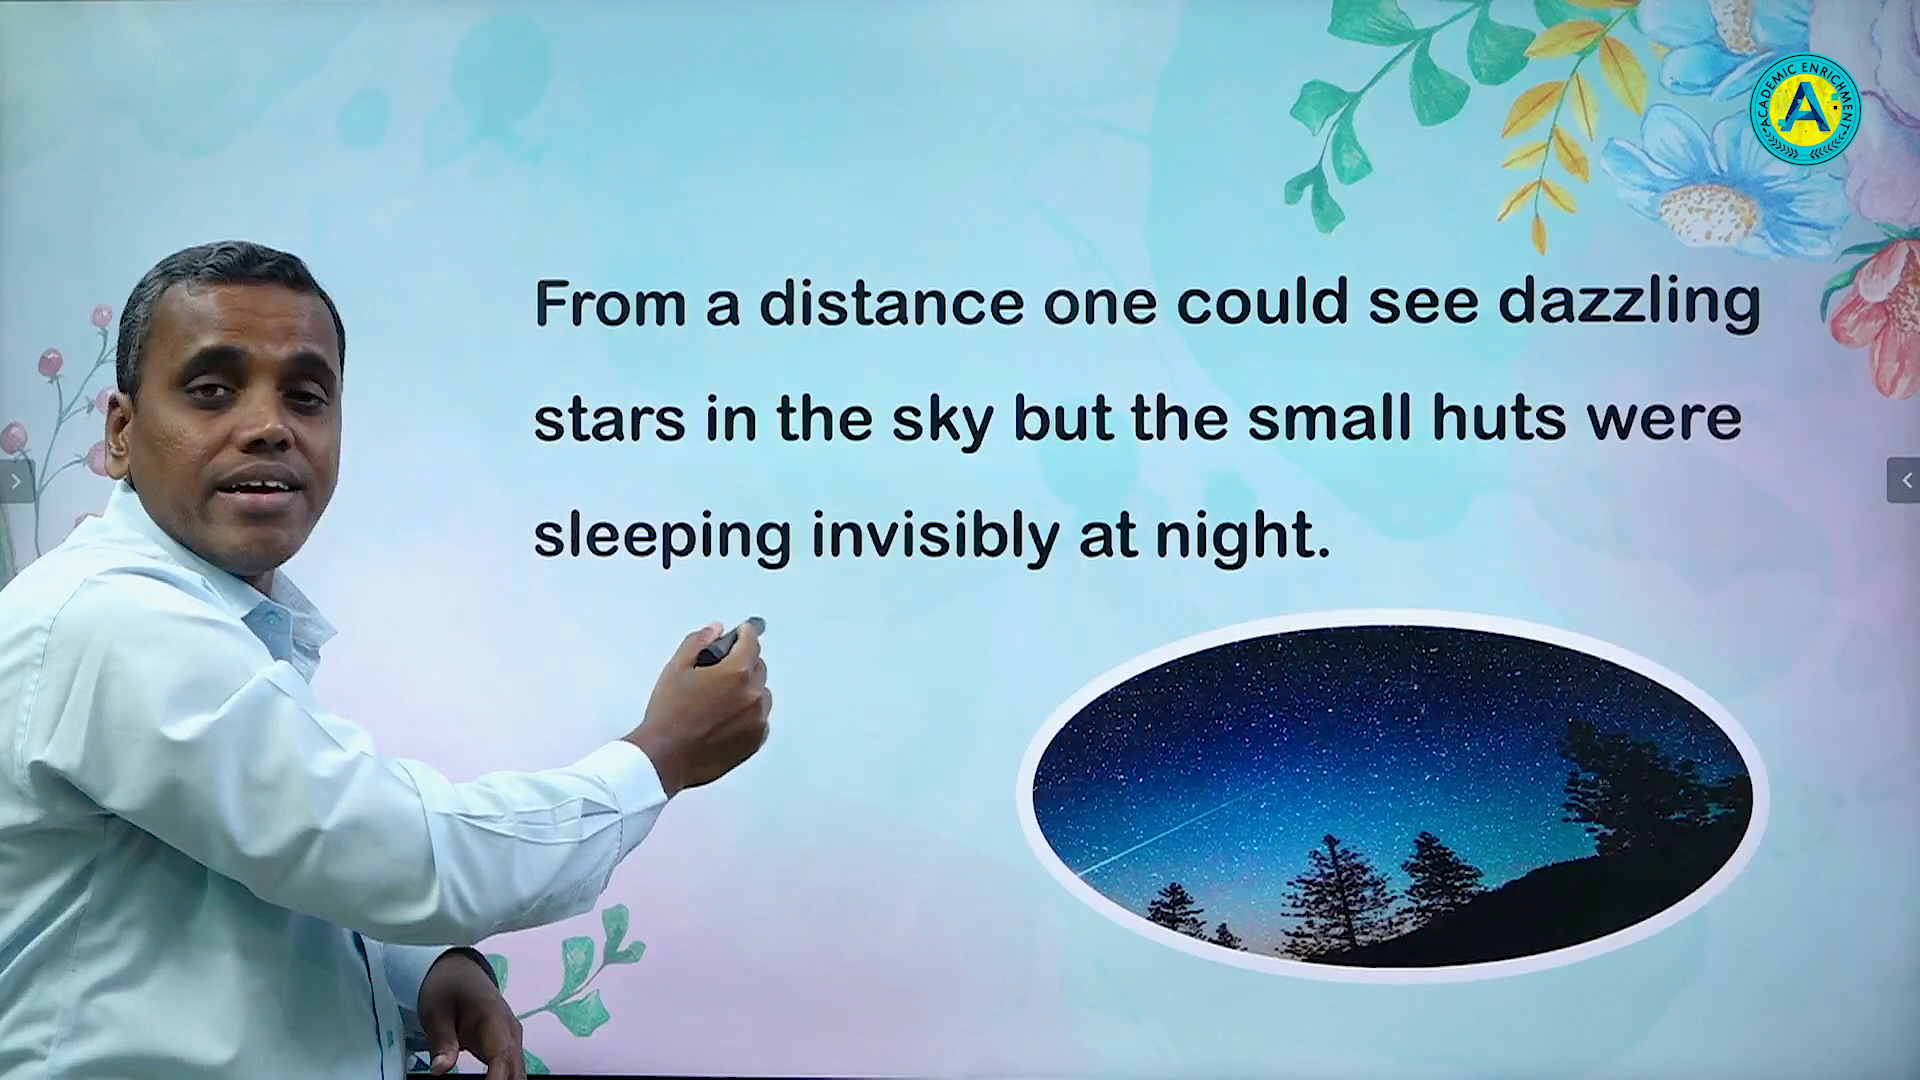 ACADEMIC ENRICHMENT
A
From a distance one could see dazzling
stars in the sky but the small huts were
sleeping invisibly at night.